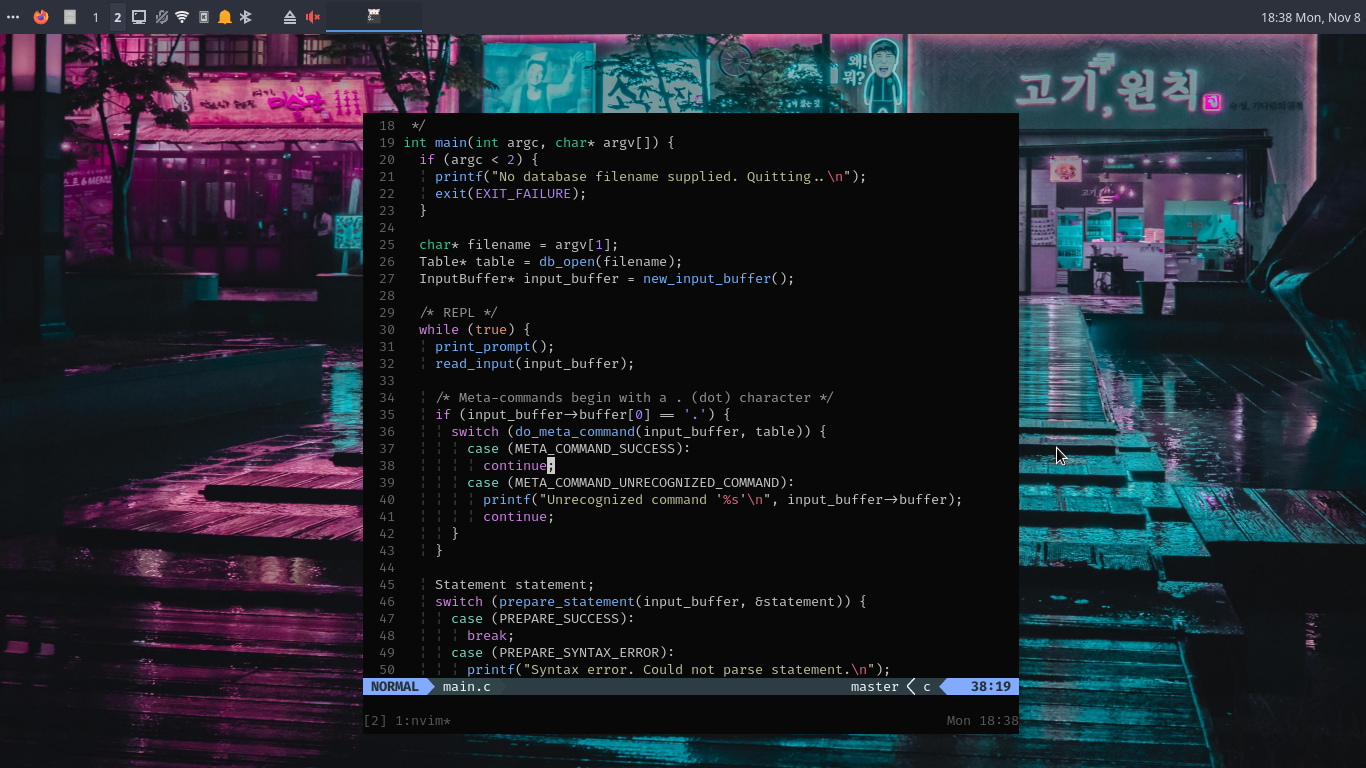 1 2 18:38 Mon, Nov 8
왜!
뭐?
고기,원칙
18 */
19 int main(int argc, char* argv[]) {
20 if (argc < 2) {
21 printf("No database filename supplied. Quitting..\n");
22 exit(EXIT_FAILURE);
23 }
24
25 char* filename = argv[1];
26 Table* table = db_open(filename);
27 InputBuffer* input_buffer = new_input_buffer();
28
29 /* REPL */
30 while (true) {
31 print_prompt();
32 read_input(input_buffer);
33
34 /* Meta-commands begin with a . (dot) character */
35 if (input_buffer->buffer[0] == '.') {
36 switch (do_meta_command(input_buffer, table)) {
37 case (META_COMMAND_SUCCESS):
38 continue;
39 case (META_COMMAND_UNRECOGNIZED_COMMAND):
40 printf("Unrecognized command '%s'\n", input_buffer->buffer);
41 continue;
42 }
43 }
44
45 Statement statement;
46 switch (prepare_statement(input_buffer, &statement)) {
47 case (PREPARE_SUCCESS):
48 break;
49 case (PREPARE_SYNTAX_ERROR):
50 printf("Syntax error. Could not parse statement.\n");
NORMAL main.c master c 38:19
[2] 1:nvim* Mon 18:38